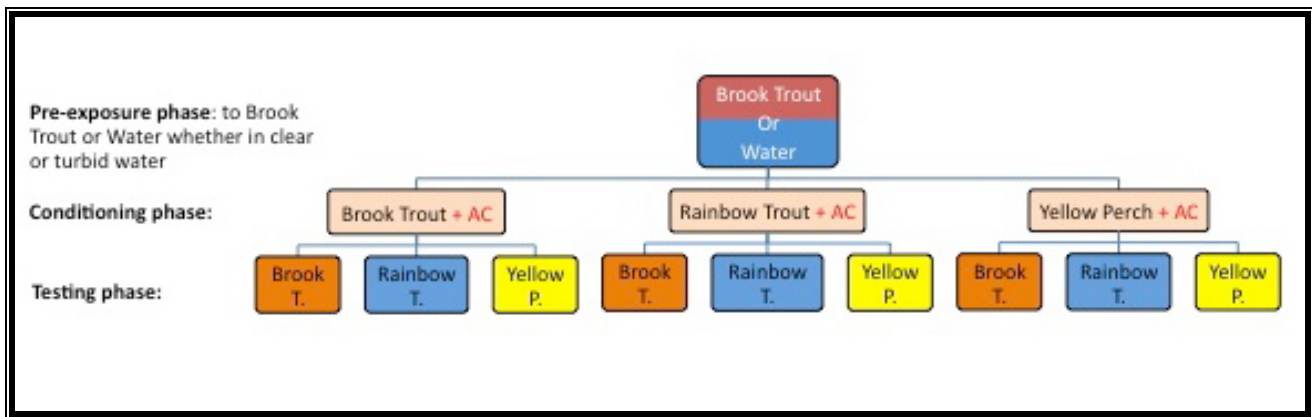 Brook Trout
Or
Water
Pre-exposure phase: to Brook
Trout or Water whether in clear
or turbid water
Conditioning phase:
Brook Trout + AC
Rainbow Trout + AC
Yellow Perch + AC
Testing phase:
Brook
T.
Rainbow
T.
Yellow
P.
Brook
T.
Rainbow
T.
Yellow
P.
Brook
T.
Rainbow
T.
Yellow
P.